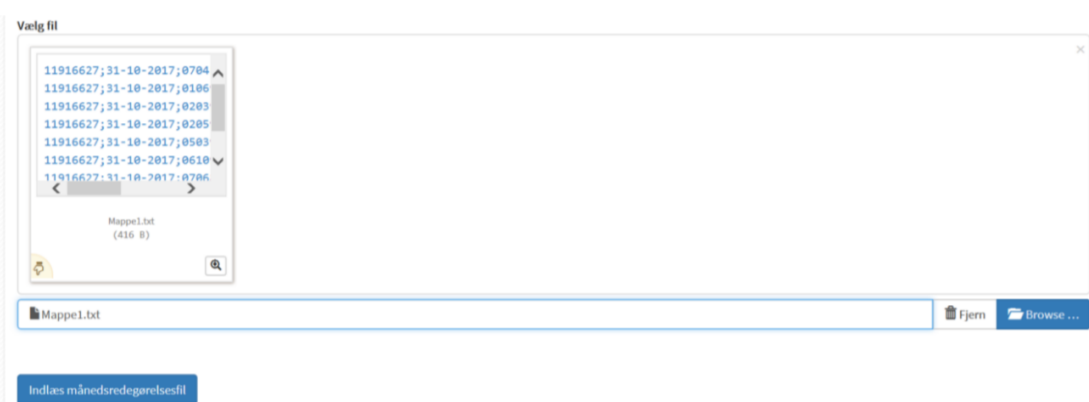 Vælg fil
×
11916627;31-10-2017;0704
11916627;31-10-2017;0106
11916627;31-10-2017;0203
11916627;31-10-2017;0205
11916627;31-10-2017;0503
11916627;31-10-2017;0610
11916627;31-10-2017;0706
Mappe1.txt
(416 B)
Mappe1.txt
Fjern
Browse ...
Indlæs månedsredegørelsesfil